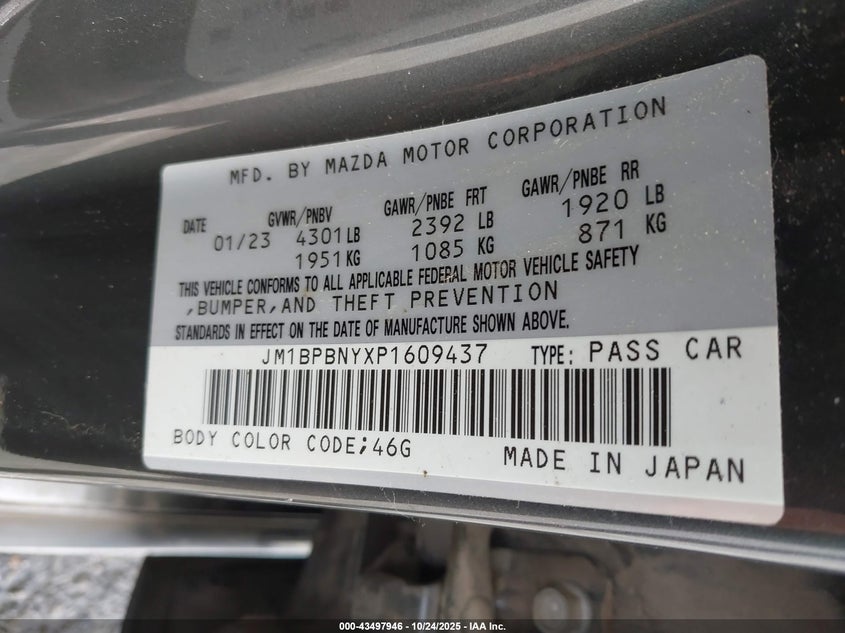 MFD. BY MAZDA MOTOR CORPORATION
DATE GVWR/PNBV GAWR/PNBE FRT GAWR/PNBE RR
01/23 4301 LB 2392 LB 1920 LB
1951 KG 1085 KG 871 KG
THIS VEHICLE CONFORMS TO ALL APPLICABLE FEDERAL MOTOR VEHICLE SAFETY
,BUMPER,AND THEFT PREVENTION
STANDARDS IN EFFECT ON THE DATE OF MANUFACTURE SHOWN ABOVE.
JM1BPBNYXP1609437 TYPE: PASS CAR
BODY COLOR CODE;46G
MADE IN JAPAN
000-43497946 | 10/24/2025 | IAA Inc.